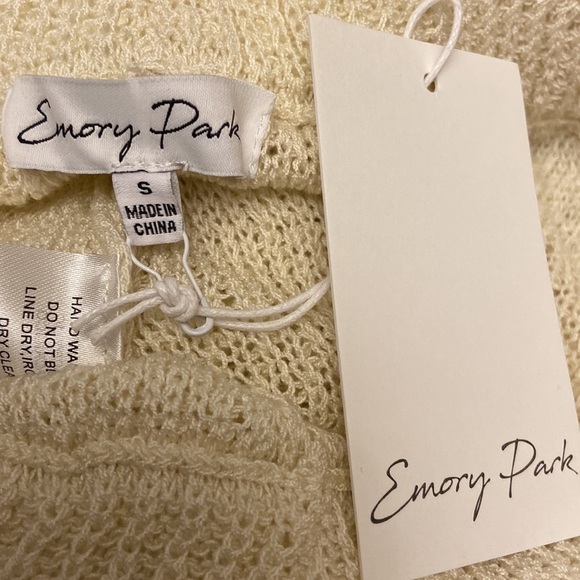 Emory Park
S
MADE IN
CHINA
DO NOT
LINE DRY,
Emory Park